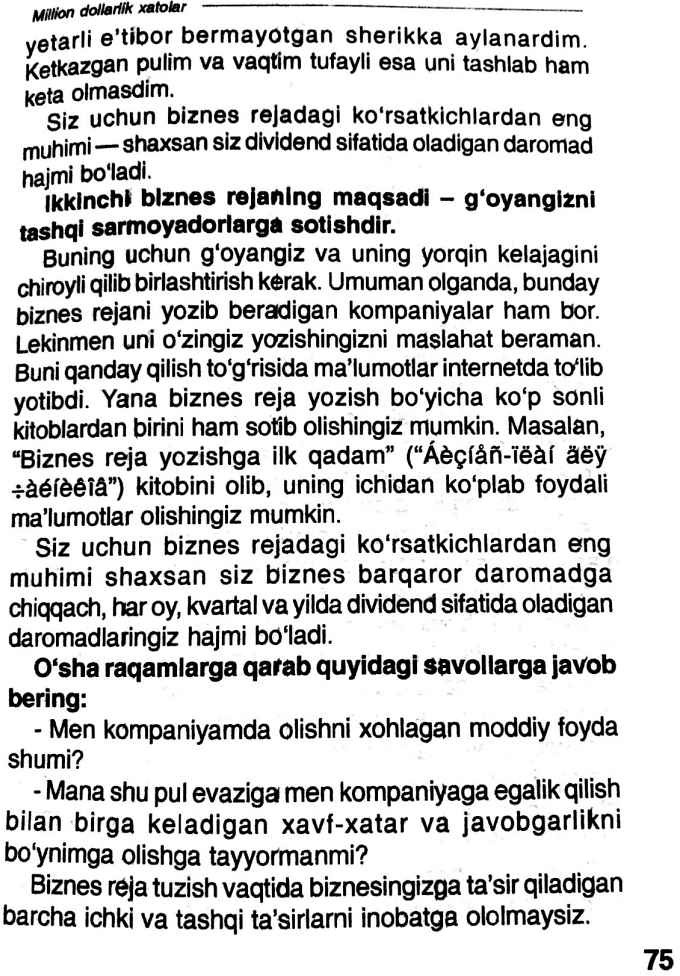 Million dollarlik xatolar
yetarli e’tibor bermayotgan sherikka aylanardim.
Ketkazgan pulim va vaqtim tufayli esa uni tashlab ham
keta olmasdim.
Siz uchun biznes rejadagi ko‘rsatkichlardan eng
muhimi — shaxsan siz dividend sifatida oladigan daromad
hajmi bo‘ladi.
Ikkinchi biznes rejaning maqsadi – g‘oyangizni
tashqi sarmoyadorlarga sotishdir.
Buning uchun g‘oyangiz va uning yorqin kelajagini
chiroyli qilib birlashtirish kerak. Umuman olganda, bunday
biznes rejani yozib beradigan kompaniyalar ham bor.
Lekinmen uni o‘zingiz yozishingizni maslahat beraman.
Buni qanday qilish to‘g‘risida ma’lumotlar internetda to‘lib
yotibdi. Yana biznes reja yozish bo‘yicha ko‘p sonli
kitoblardan birini ham sotib olishingiz mumkin. Masalan,
“Biznes reja yozishga ilk qadam” (“Áèçíåñ-ïëàí äëÿ
÷àéíèêîâ”) kitobini olib, uning ichidan ko‘plab foydali
ma’lumotlar olishingiz mumkin.
Siz uchun biznes rejadagi ko‘rsatkichlardan eng
muhimi shaxsan siz biznes barqaror daromadga
chiqqach, har oy, kvartal va yilda dividend sifatida oladigan
daromadlaringiz hajmi bo‘ladi.
O‘sha raqamlarga qarab quyidagi savollarga javob
bering:
- Men kompaniyamda olishni xohlagan moddiy foyda
shumi?
- Mana shu pul evaziga men kompaniyaga egalik qilish
bilan birga keladigan xavf-xatar va javobgarlikni
bo‘ynimga olishga tayyormanmi?
Biznes reja tuzish vaqtida biznesingizga ta’sir qiladigan
barcha ichki va tashqi ta’sirlarni inobatga ololmaysiz.
75